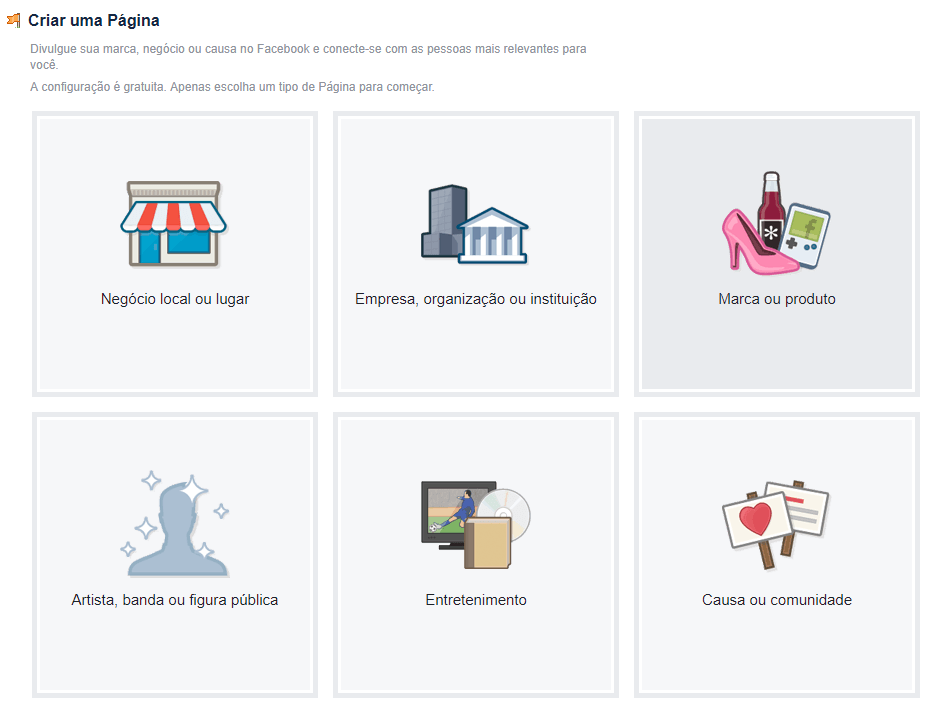 Criar uma Página
Divulgue sua marca, negócio ou causa no Facebook e conecte-se com as pessoas mais relevantes para
você.
A configuração é gratuita. Apenas escolha um tipo de Página para começar.
Negócio local ou lugar
Empresa, organização ou instituição
Marca ou produto
Artista, banda ou figura pública
Entretenimento
Causa ou comunidade